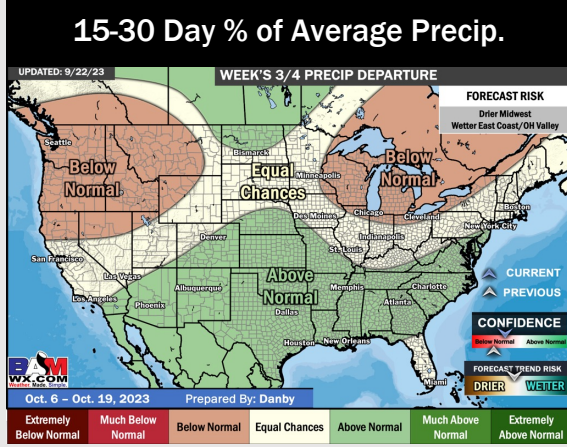 15-30 Day % of Average Precip.
UPDATED: 9/22/23
WEEK'S 3/4 PRECIP DEPARTURE
FORECAST RISK
Drier Midwest
Wetter East Coast/OH Valley
Seattle
Below
Normal
Bismarck
Equal
Chances
Minneapolis
Below
Normal
Boston
Des Moines
Chicago
Cleveland
New York City
Denver
Indianapolis
St. Louis
San Francisco
Las Vegas
Los Angeles
Albuquerque
Phoenix
Above
Normal
Dallas
Memphis
Charlotte
Atlanta
Houston
New Orleans
Miami
CURRENT
PREVIOUS
CONFIDENCE
Below Normal
Above Normal
FORECAST TREND RISK
DRIER
WETTER
BAM
WX.COM
Weather. Made. Simple.
Oct. 6 – Oct. 19, 2023
Prepared By: Danby
Extremely
Below Normal
Much Below
Normal
Below Normal
Equal Chances
Above Normal
Much Above
Normal
Extremely
Above Normal